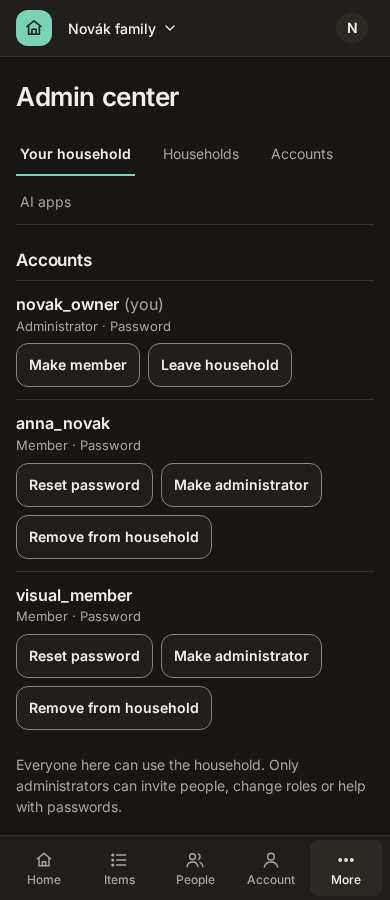 Novák family
N
Admin center
Your household
Households
Accounts
AI apps
Accounts
novak_owner (you)
Administrator · Password
Make member
Leave household
anna_novak
Member · Password
Reset password
Make administrator
Remove from household
visual_member
Member · Password
Reset password
Make administrator
Remove from household
Everyone here can use the household. Only
administrators can invite people, change roles or help
with passwords.
Home
Items
People
Account
More